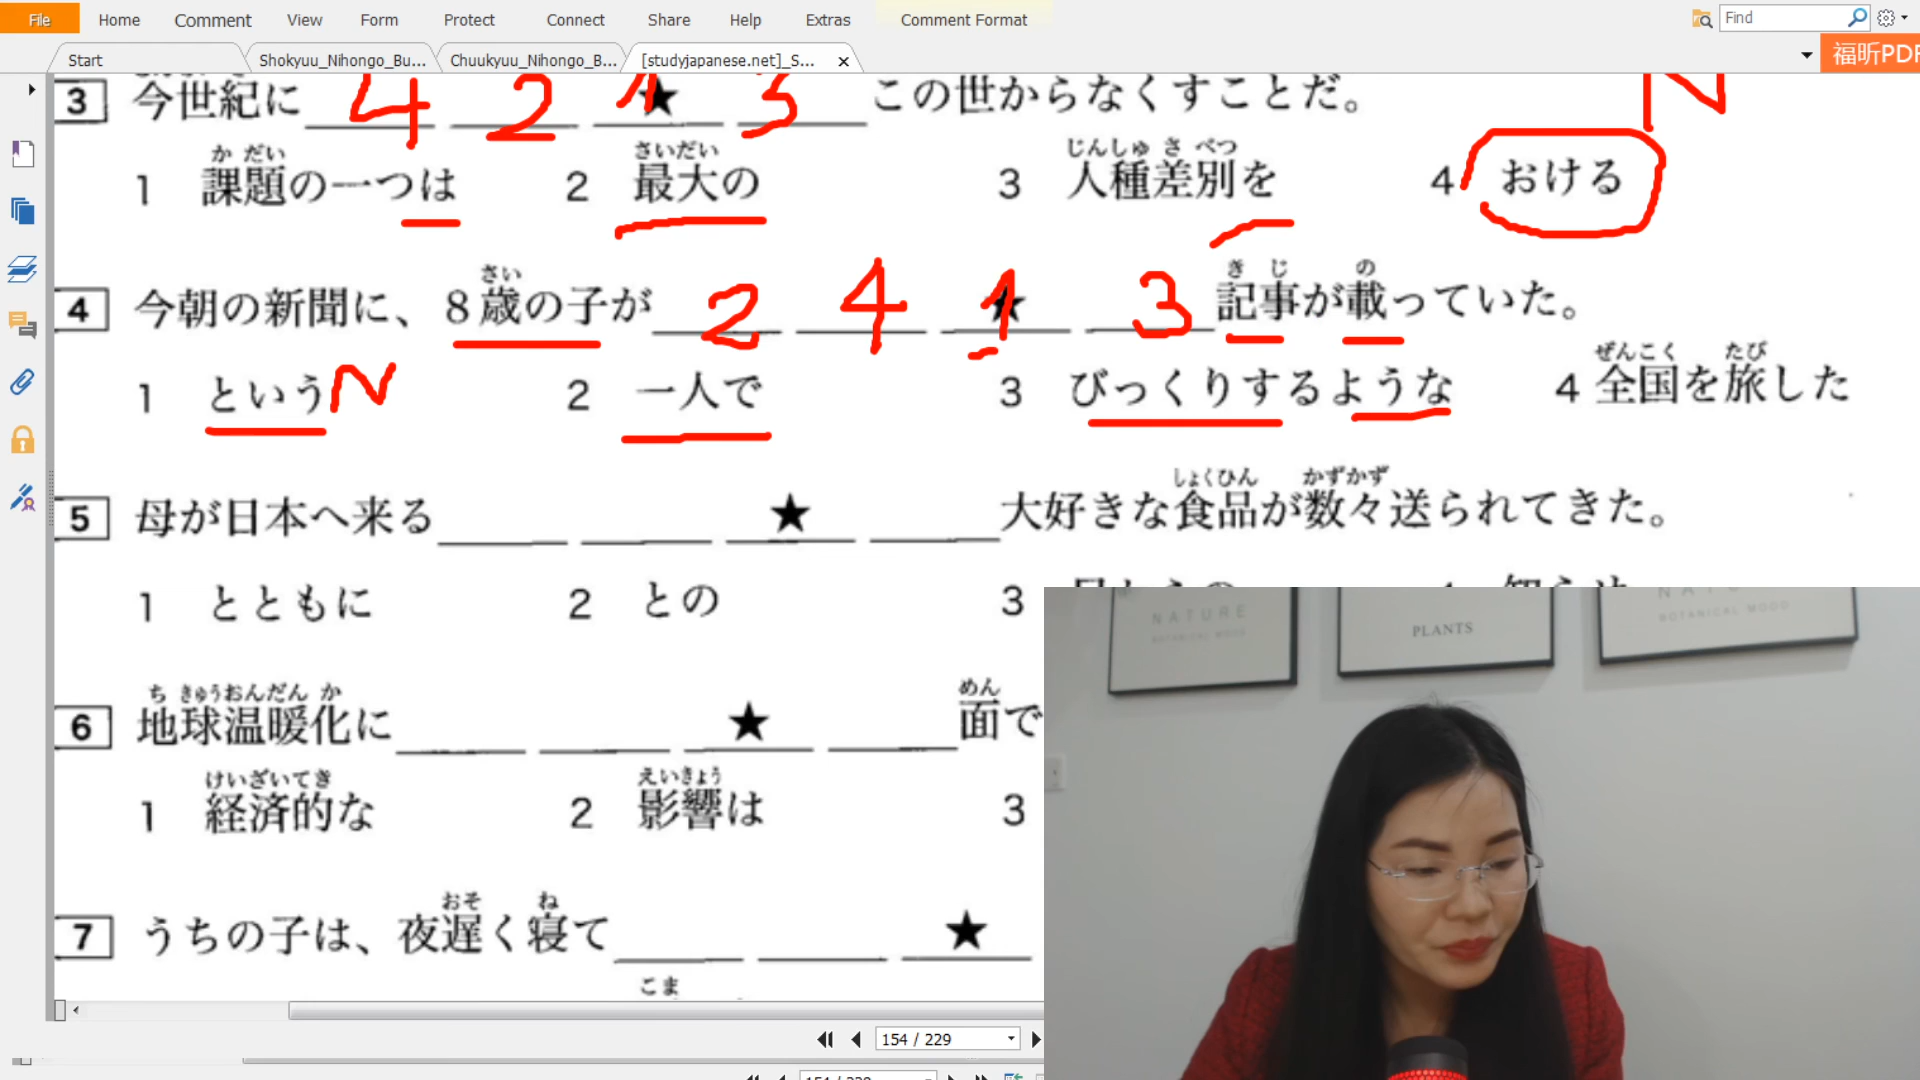 File Home Comment View Form Protect Connect Share Help Extras Comment Format Find
Start Shokyuu_Nihongo_Bu... Chuukyuu_Nihongo_B... [studyjapanese.net]_S... × 福昕PDF
3 今世紀に 4 2 1★ 3 この世からなくすことだ。 N
か だい さいだい じんしゅ さ べつ
1 課題の一つは 2 最大の 3 人種差別を 4 おける
さい き じ の
4 今朝の新聞に、8歳の子が 2 4 1★ 3 記事が載っていた。
ぜんこく たび
1 という N 2 一人で 3 びっくりするような 4 全国を旅した
しょくひん かずかず
5 母が日本へ来る ★ 大好きな食品が数々送られてきた。
1 とともに 2 との 3
NATURE
BOTANICAL MOOD
PLANTS
BOTANICAL MOOD
ち きゅうおんだん か めん
6 地球温暖化に ★ 面で
けいざいてき えいきょう
1 経済的な 2 影響は 3
おそ ね
7 うちの子は、夜遅く寝て ★
こま
154 / 229